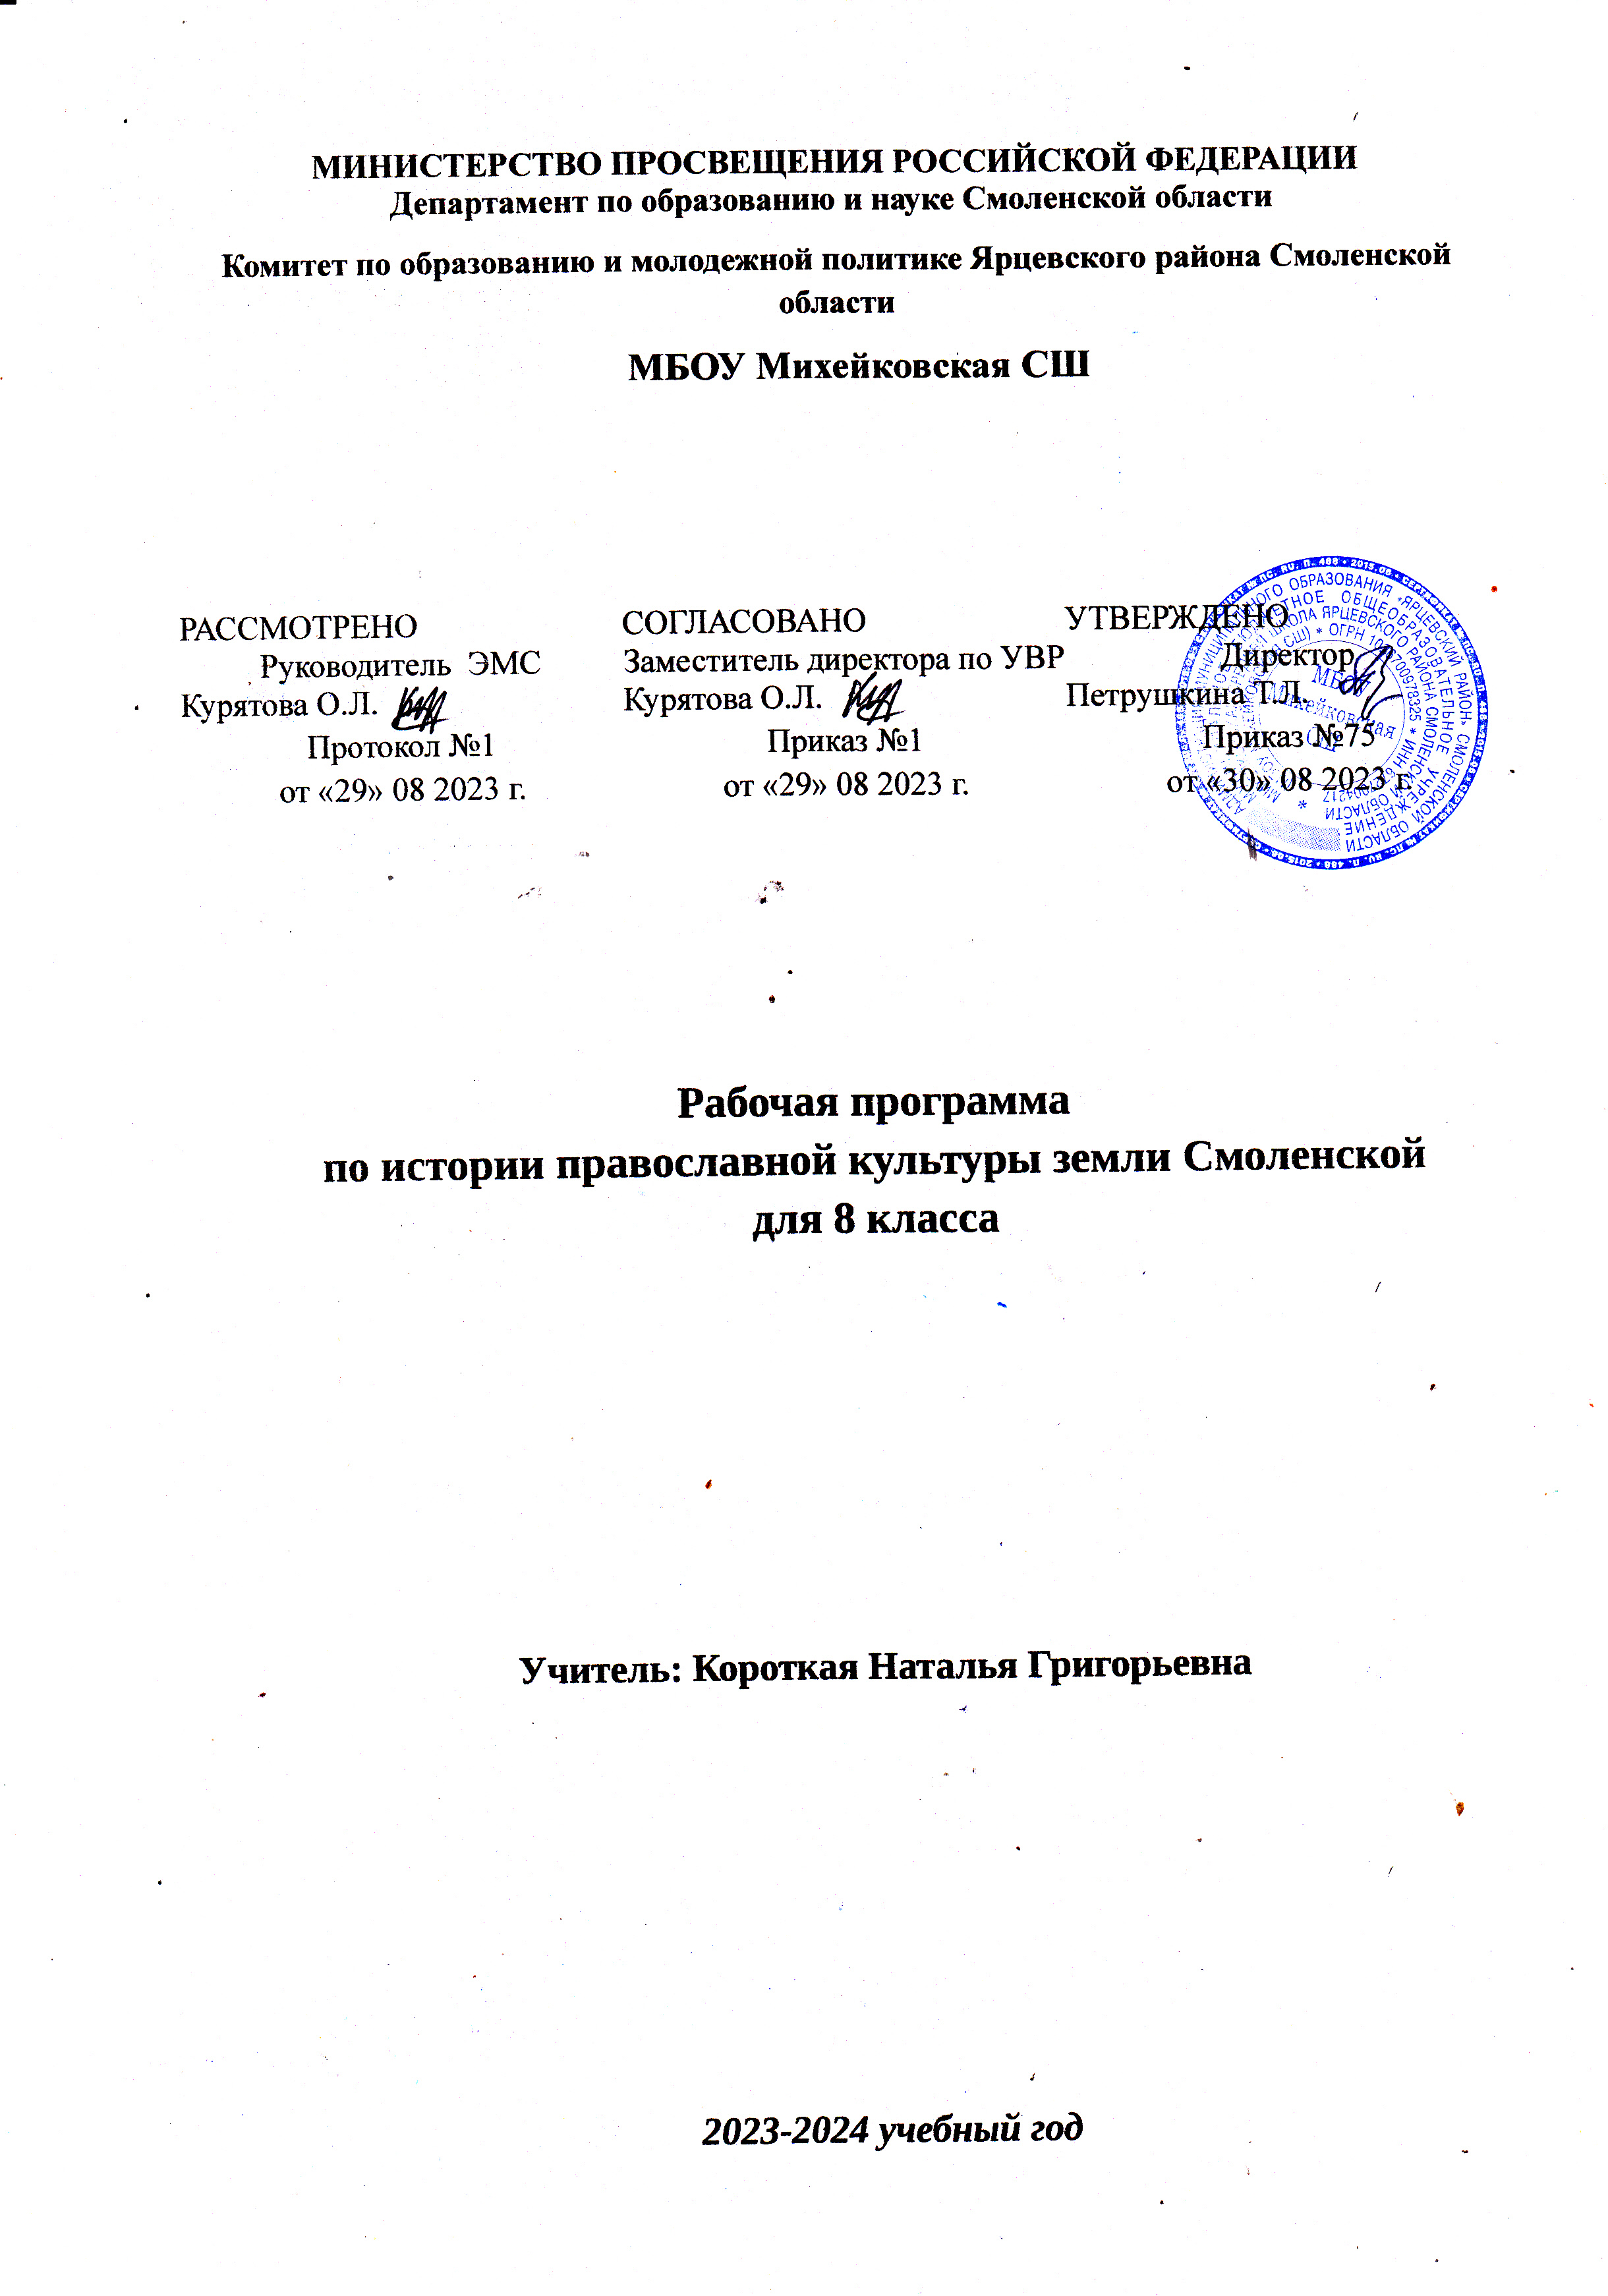 МИНИСТЕРСТВО ПРОСВЕЩЕНИЯ РОССИЙСКОЙ ФЕДЕРАЦИИ
Департамент по образованию и науке Смоленской области
Комитет по образованию и молодежной политике Ярцевского района Смоленской
области
МБОУ Михейковская СШ
РАССМОТРЕНО
Руководитель ЭМС
Курятова О.Л.
Протокол №1
от «29» 08 2023 г.
СОГЛАСОВАНО
Заместитель директора по УВР
Курятова О.Л.
Приказ №1
от «29» 08 2023 г.
УТВЕРЖДЕНО
Директор
Петрушкина Т.Л.
Приказ №75
от «30» 08 2023 г.
МБОУ
Михейковская
СШ
Рабочая программа
по истории православной культуры земли Смоленской
для 8 класса
Учитель: Короткая Наталья Григорьевна
2023-2024 учебный год